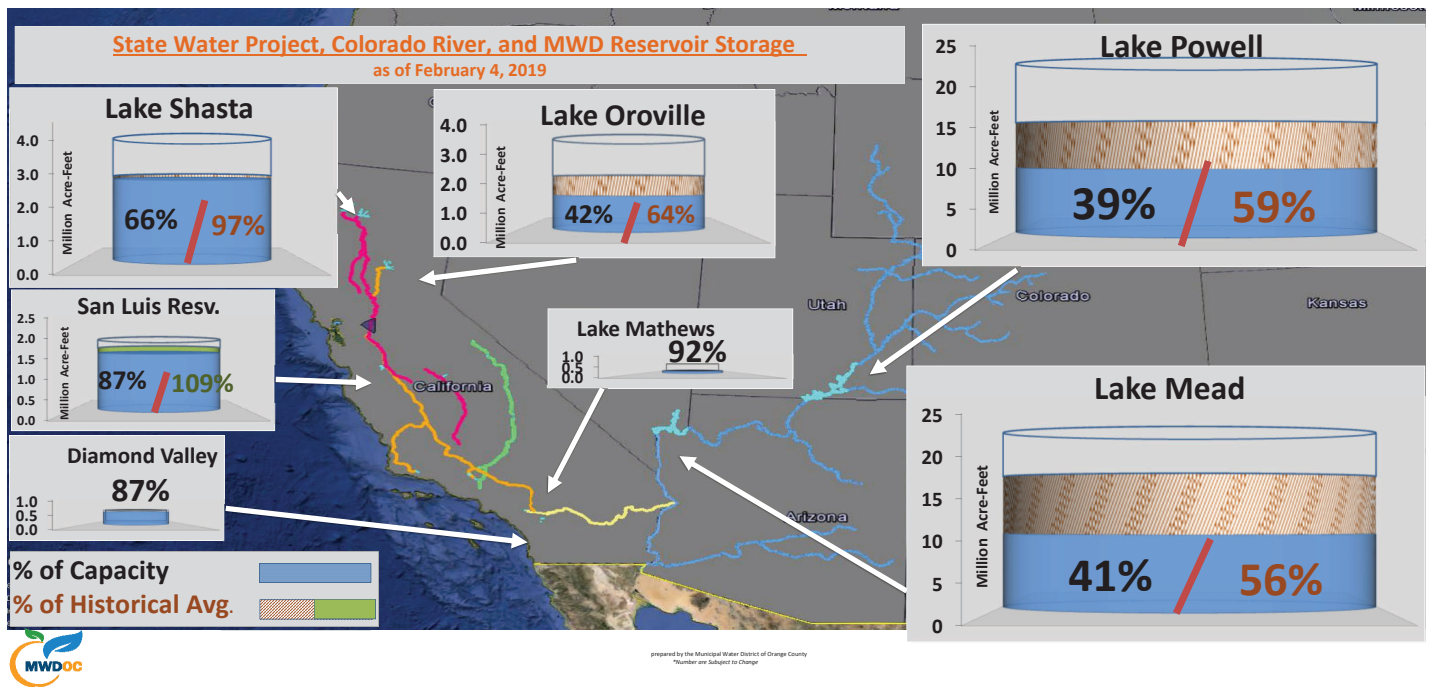 State Water Project, Colorado River, and MWD Reservoir Storage
as of February 4, 2019
Lake Shasta
4.0
3.0
2.0
1.0
0.0
Million Acre-Feet
66%
97%
Lake Oroville
4.0
3.0
2.0
1.0
0.0
Million Acre-Feet
42%
64%
Lake Powell
25
20
15
10
5
0
Million Acre-Feet
39%
59%
San Luis Resv.
2.5
2.0
1.5
1.0
0.5
0.0
Million Acre-Feet
87%
109%
Lake Mathews
92%
1.0
0.5
0.0
Utah
Colorado
Kansas
California
Arizona
Diamond Valley
87%
1.0
0.5
0.0
Lake Mead
25
20
15
10
5
0
Million Acre-Feet
41%
56%
% of Capacity
% of Historical Avg.
MWDOC
prepared by the Municipal Water District of Orange County
*Number are Subuject to Change